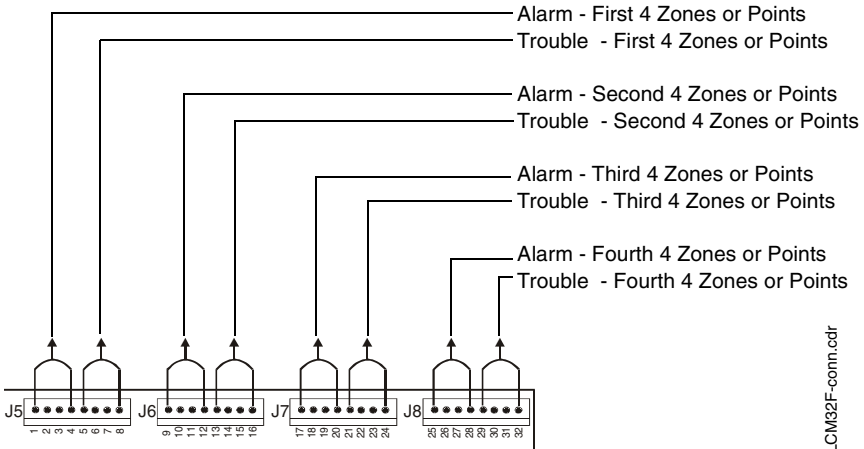 Alarm - First 4 Zones or Points
Trouble - First 4 Zones or Points
Alarm - Second 4 Zones or Points
Trouble - Second 4 Zones or Points
Alarm - Third 4 Zones or Points
Trouble - Third 4 Zones or Points
Alarm - Fourth 4 Zones or Points
Trouble - Fourth 4 Zones or Points
LCM32F-conn.cdr
J5 J6 J7 J8
1 2 3 4 5 6 7 8 9 10 11 12 13 14 15 16 17 18 19 20 21 22 23 24 25 26 27 28 29 30 31 32